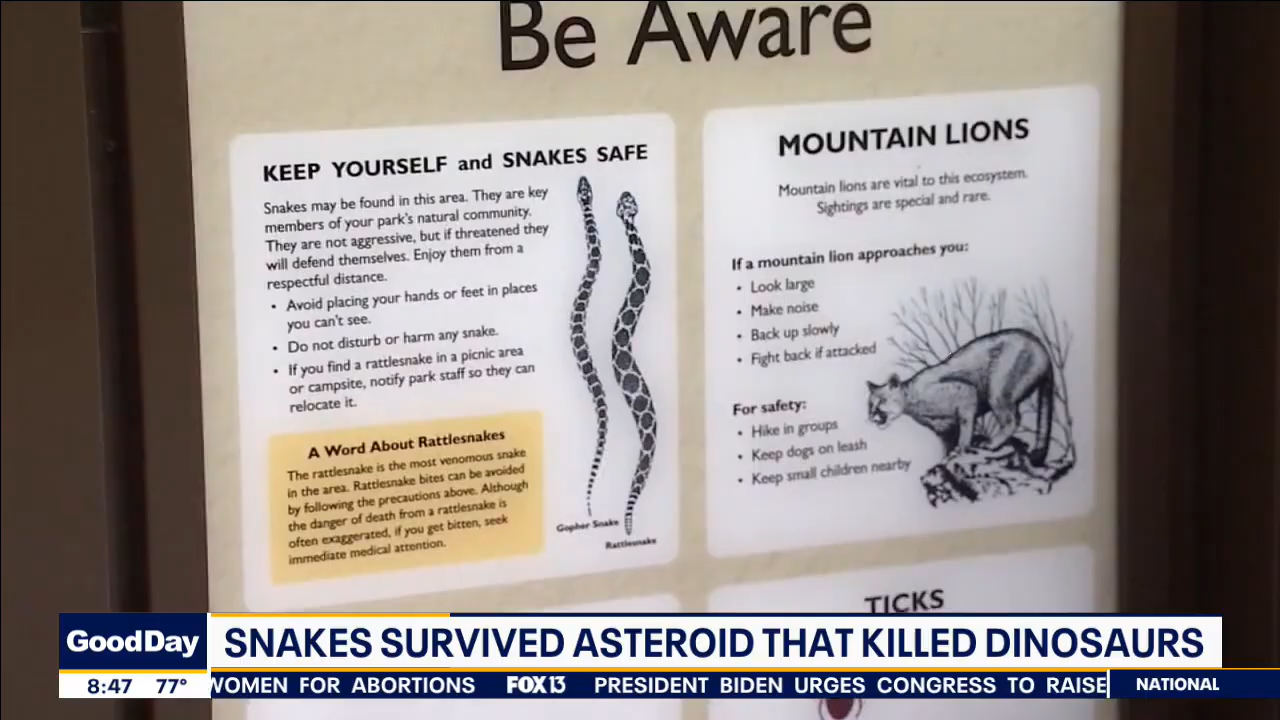 Be Aware
KEEP YOURSELF and SNAKES SAFE
Snakes may be found in this area. They are key
members of your park's natural community.
They are not aggressive, but if threatened they
will defend themselves. Enjoy them from a
respectful distance.
• Avoid placing your hands or feet in places
you can't see.
• Do not disturb or harm any snake.
• If you find a rattlesnake in a picnic area
or campsite, notify park staff so they can
relocate it.
A Word About Rattlesnakes
The rattlesnake is the most venomous snake
in the area. Rattlesnake bites can be avoided
by following the precautions above. Although
the danger of death from a rattlesnake is
often exaggerated, if you get bitten, seek
immediate medical attention.
Gopher Snake
Rattlesnake
MOUNTAIN LIONS
Mountain lions are vital to this ecosystem.
Sightings are special and rare.
If a mountain lion approaches you:
• Look large
• Make noise
• Back up slowly
• Fight back if attacked
For safety:
• Hike in groups
• Keep dogs on leash
• Keep small children nearby
TICKS
GoodDay
SNAKES SURVIVED ASTEROID THAT KILLED DINOSAURS
8:47 77° WOMEN FOR ABORTIONS FOX13 PRESIDENT BIDEN URGES CONGRESS TO RAISE NATIONAL